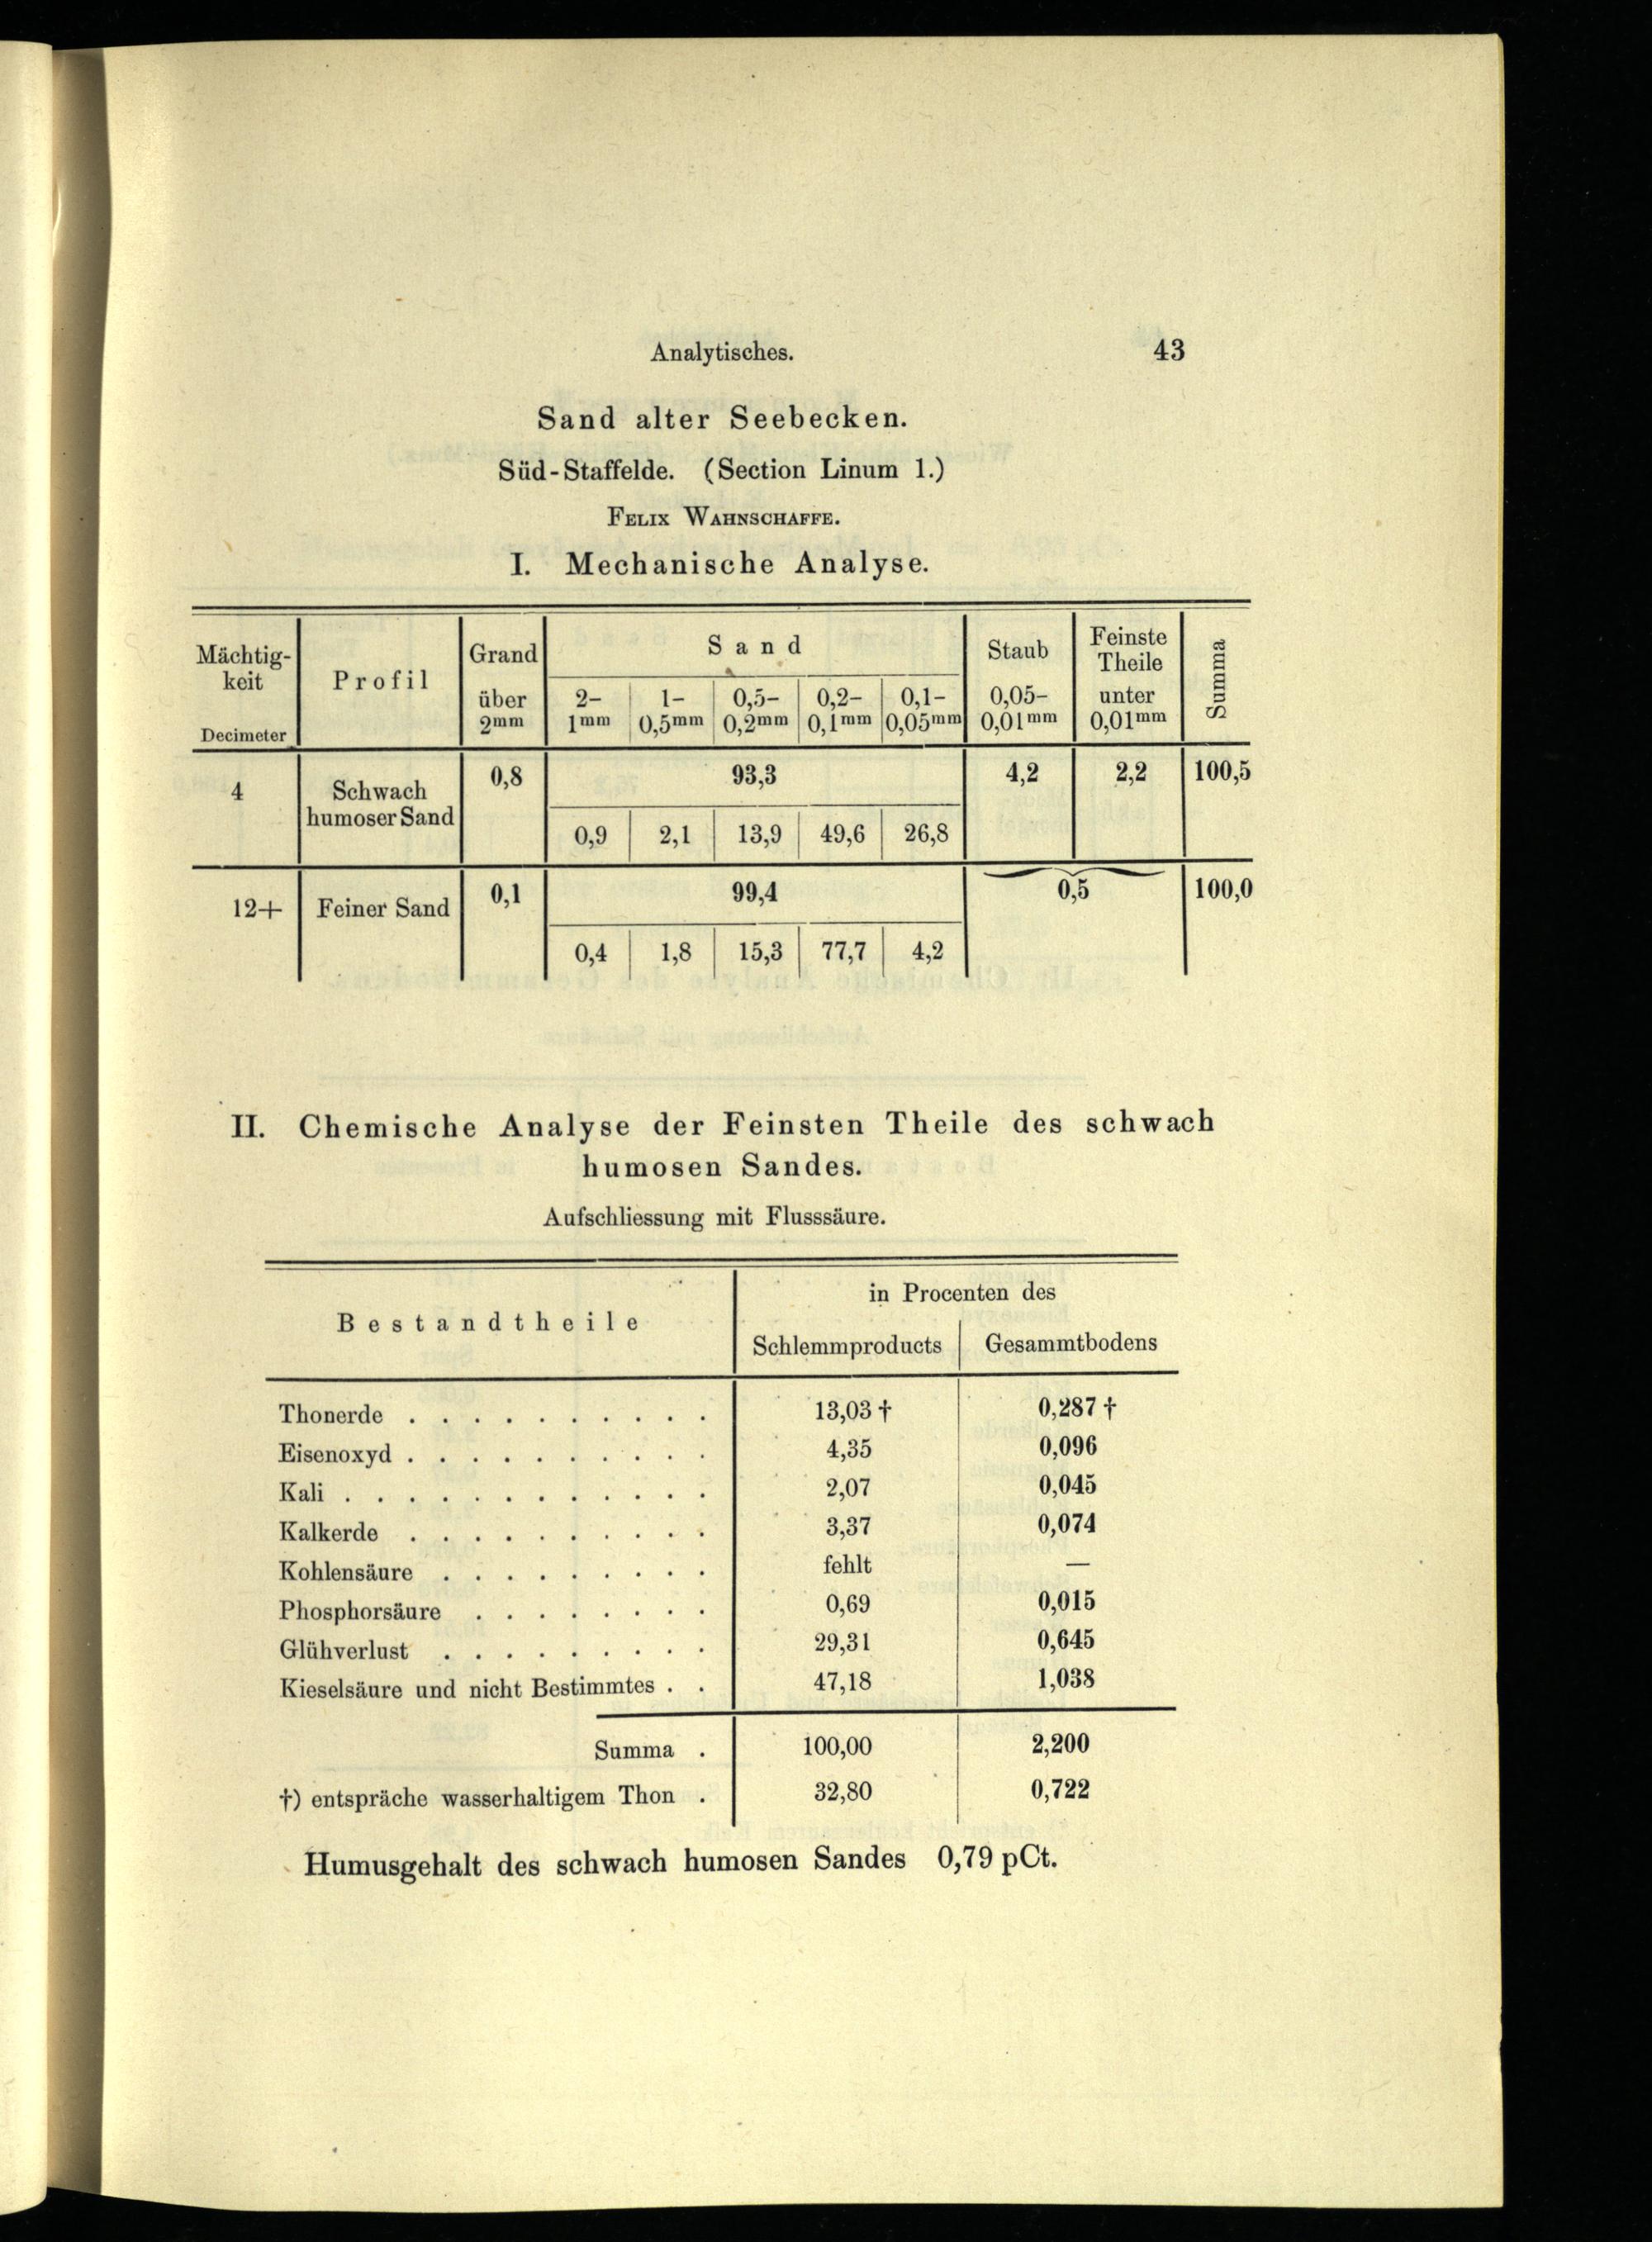 Analytisches. 43
Sand alter Seebecken.
Süd-Staffelde. (Section Linum 1.)
FELIX WAHNSCHAFFE.
I. Mechanische Analyse.
Mächtig-
keit
Decimeter
Profil
Grand
über
2mm
Sand
2- 1- 0,5- 0,2- 0,1-
1mm 0,5mm 0,2mm 0,1mm 0,05mm
Staub
0,05-
0,01mm
Feinste
Theile
unter
0,01mm
Summa
4 Schwach humoser Sand 0,8 93,3 4,2 2,2 100,5
0,9 2,1 13,9 49,6 26,8
12+ Feiner Sand 0,1 99,4 0,5 100,0
0,4 1,8 15,3 77,7 4,2
II. Chemische Analyse der Feinsten Theile des schwach
humosen Sandes.
Aufschliessung mit Flusssäure.
Bestandtheile
in Procenten des
Schlemmproducts Gesammtbodens
Thonerde . . . . . . . . . . 13,03 † 0,287 †
Eisenoxyd . . . . . . . . . . 4,35 0,096
Kali . . . . . . . . . . . . 2,07 0,045
Kalkerde . . . . . . . . . . 3,37 0,074
Kohlensäure . . . . . . . . . fehlt —
Phosphorsäure . . . . . . . . 0,69 0,015
Glühverlust . . . . . . . . . 29,31 0,645
Kieselsäure und nicht Bestimmtes . . 47,18 1,038
Summa . 100,00 2,200
†) entspräche wasserhaltigem Thon . 32,80 0,722
Humusgehalt des schwach humosen Sandes 0,79 pCt.